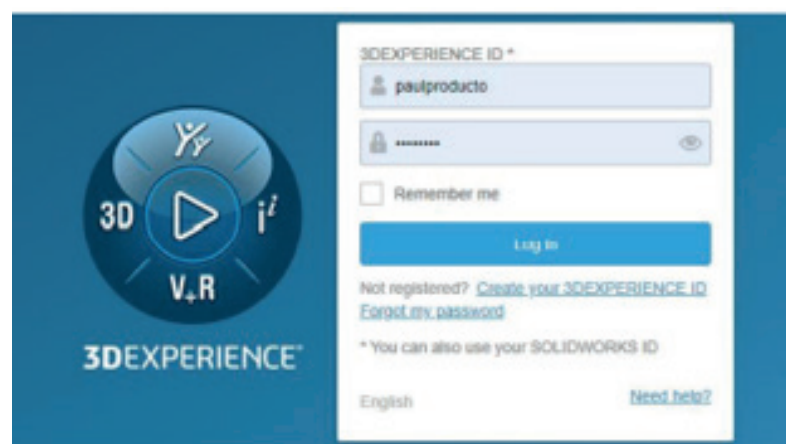 3DEXPERIENCE ID *
paulproducto
••••••••
Remember me
Log In
Not registered? Create your 3DEXPERIENCE ID
Forgot my password
* You can also use your SOLIDWORKS ID
English
Need help?
3D
i²
V+R
3DEXPERIENCE